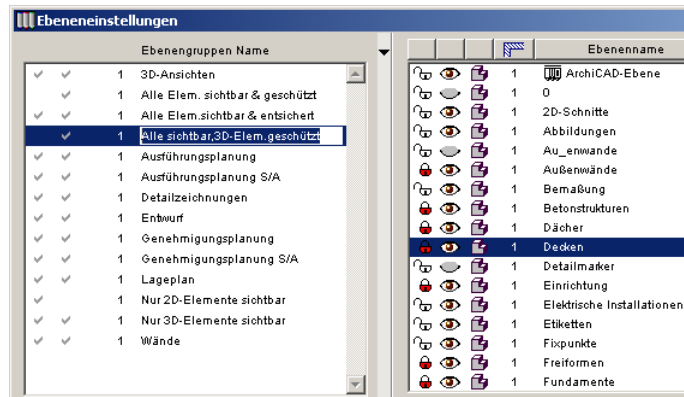 Ebeneneinstellungen
Ebenengruppen Name
1 3D-Ansichten
1 Alle Elem. sichtbar & geschützt
1 Alle Elem.sichtbar & entsichert
1 Alle sichtbar,3D-Elem.geschützt
1 Ausführungsplanung
1 Ausführungsplanung S/A
1 Detailzeichnungen
1 Entwurf
1 Genehmigungsplanung
1 Genehmigungsplanung S/A
1 Lageplan
1 Nur 2D-Elemente sichtbar
1 Nur 3D-Elemente sichtbar
1 Wände
Ebenenname
1 ArchiCAD-Ebene
1 0
1 2D-Schnitte
1 Abbildungen
1 Au_enwande
1 Außenwände
1 Bemaßung
1 Betonstrukturen
1 Dächer
1 Decken
1 Detailmarker
1 Einrichtung
1 Elektrische Installationen
1 Etiketten
1 Fixpunkte
1 Freiformen
1 Fundamente